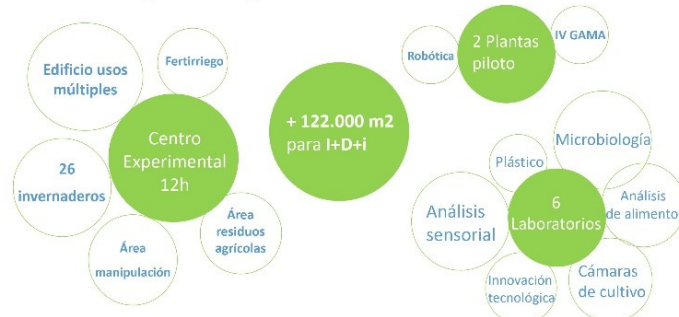 Edificio usos
múltiples
Fertirriego
Centro
Experimental
12h
26
invernaderos
Área
manipulación
Área
residuos
agrícolas
+ 122.000 m2
para I+D+i
Robótica
2 Plantas
piloto
IV GAMA
Microbiología
Plástico
6
Laboratorios
Análisis
sensorial
Análisis
de alimento
Innovación
tecnológica
Cámaras
de cultivo